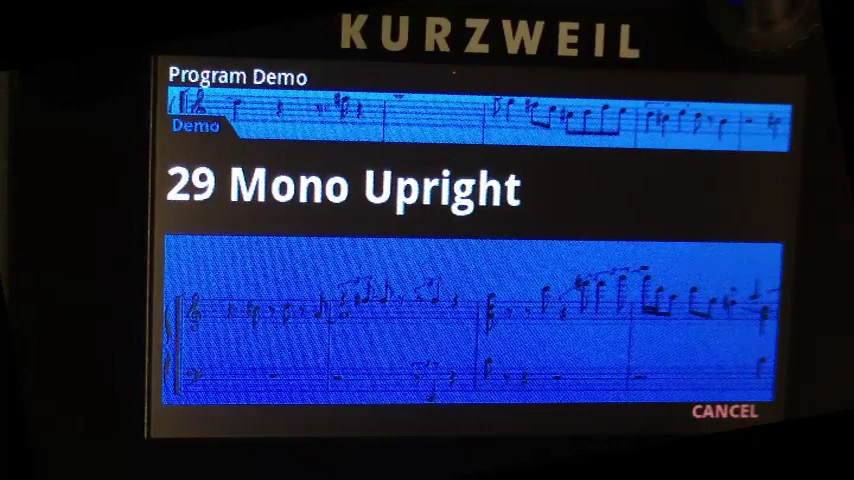 KURZWEIL
Program Demo
Demo
29 Mono Upright
CANCEL